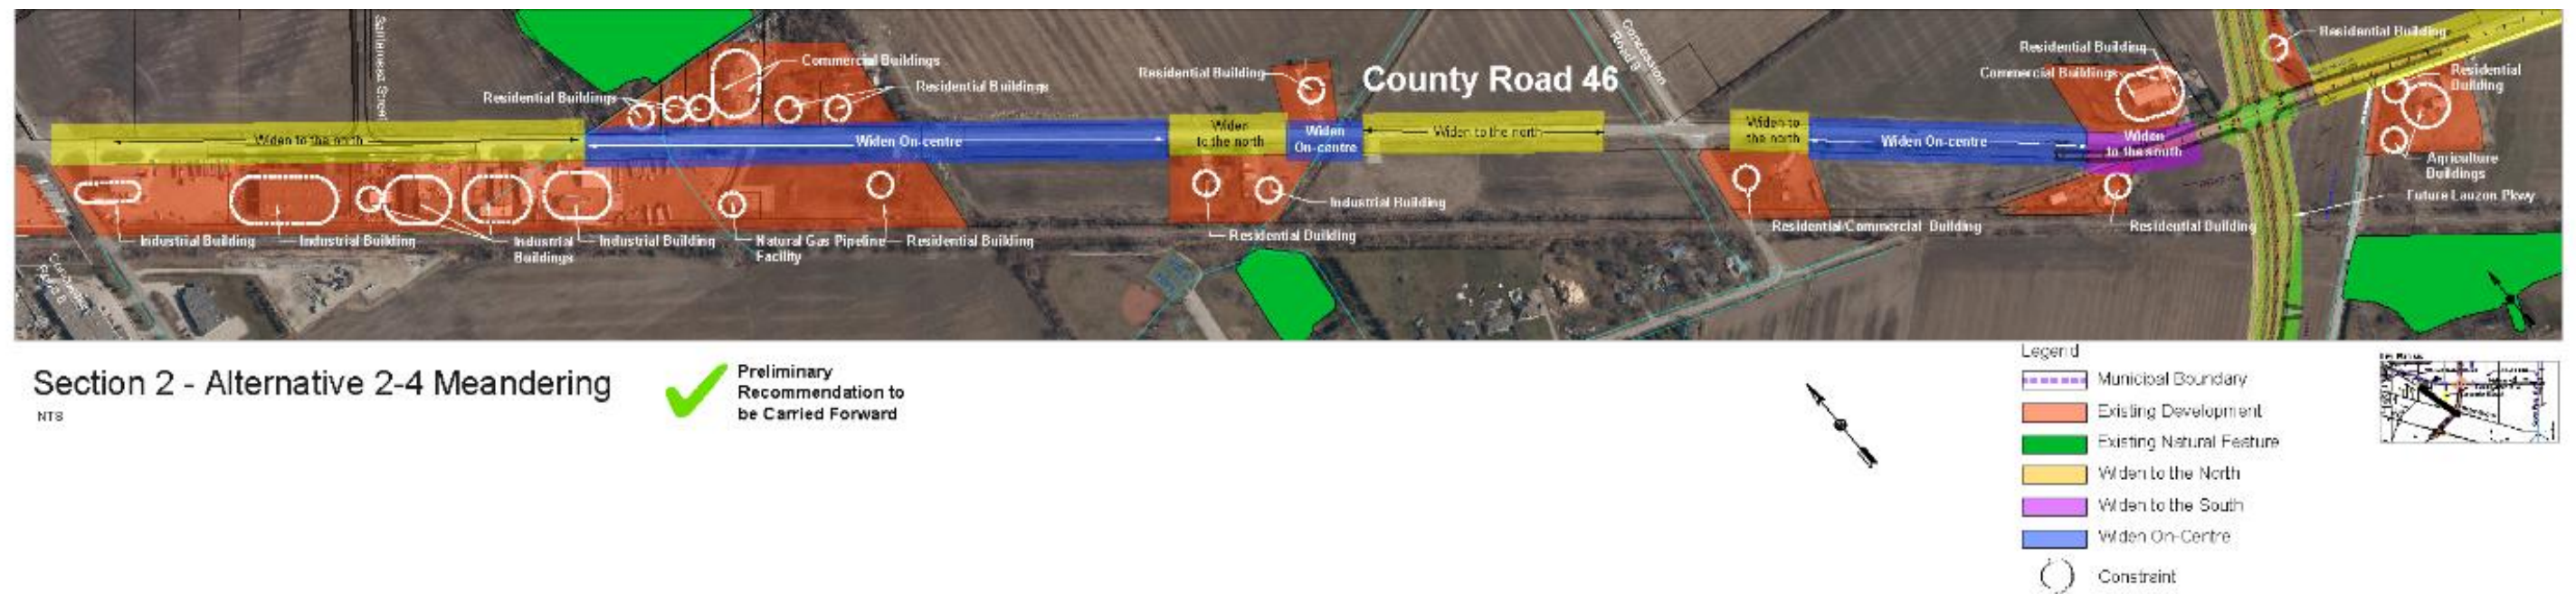 Santerness Street
Commercial Buildings
Residential Buildings
Residential Buildings
Widen to the north
Widen On-centre
Residential Building
County Road 46
Concession
Road 9
Widen
to the north
Widen
On-centre
Widen to the north
Widen to
the north
Widen On-centre
Widen
to the south
Residential Building
Commercial Buildings
Residential Building
Residential
Building
Agriculture
Buildings
Future Lauzon Pkwy
Industrial Building
Industrial Building
Industrial
Buildings
Industrial Building
Natural Gas Pipeline
Facility
Residential Building
Residential Building
Industrial Building
Residential/Commercial Building
Residential Building
Concession
Road 8
Section 2 - Alternative 2-4 Meandering
NTS
Preliminary
Recommendation to
be Carried Forward
Legend
Municipal Boundary
Existing Development
Existing Natural Feature
Widen to the North
Widen to the South
Widen On-Centre
Constraint